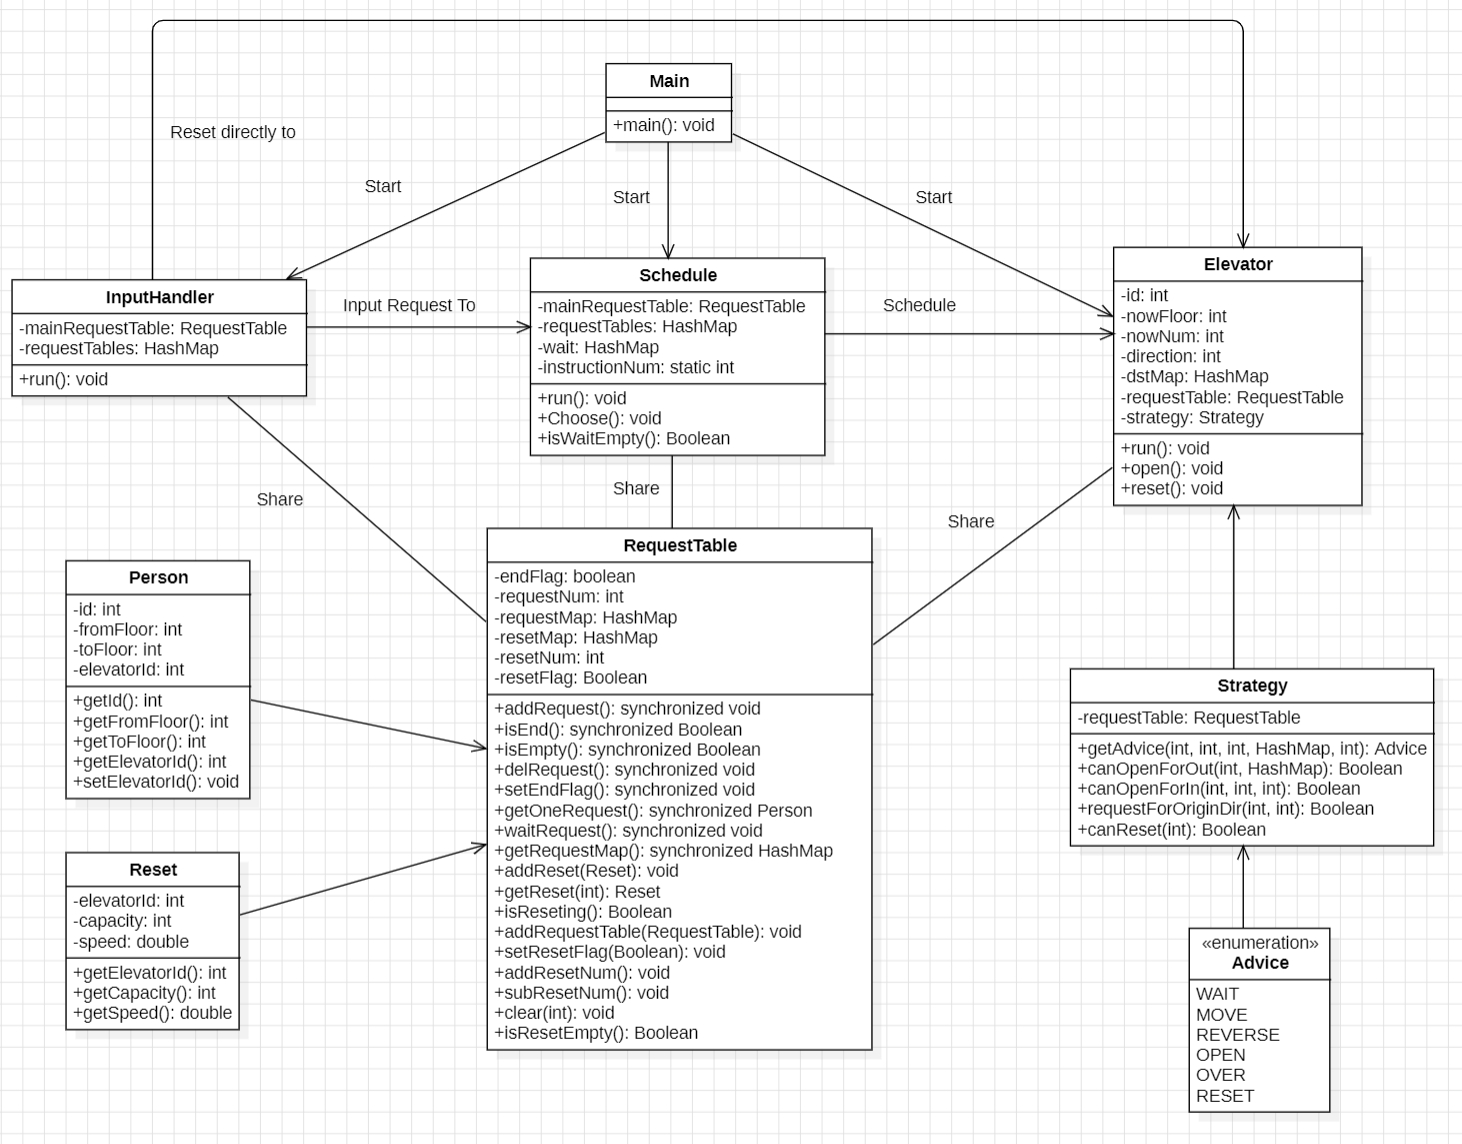 Main
+main(): void
Reset directly to
Start
Start
Start
InputHandler
-mainRequestTable: RequestTable
-requestTables: HashMap
+run(): void
Input Request To
Schedule
-mainRequestTable: RequestTable
-requestTables: HashMap
-wait: HashMap
-instructionNum: static int
+run(): void
+Choose(): void
+isWaitEmpty(): Boolean
Schedule
Elevator
-id: int
-nowFloor: int
-nowNum: int
-direction: int
-dstMap: HashMap
-requestTable: RequestTable
-strategy: Strategy
+run(): void
+open(): void
+reset(): void
Share
Share
Share
Person
-id: int
-fromFloor: int
-toFloor: int
-elevatorId: int
+getId(): int
+getFromFloor(): int
+getToFloor(): int
+getElevatorId(): int
+setElevatorId(): void
RequestTable
-endFlag: boolean
-requestNum: int
-requestMap: HashMap
-resetMap: HashMap
-resetNum: int
-resetFlag: Boolean
+addRequest(): synchronized void
+isEnd(): synchronized Boolean
+isEmpty(): synchronized Boolean
+delRequest(): synchronized void
+setEndFlag(): synchronized void
+getOneRequest(): synchronized Person
+waitRequest(): synchronized void
+getRequestMap(): synchronized HashMap
+addReset(Reset): void
+getReset(int): Reset
+isReseting(): Boolean
+addRequestTable(RequestTable): void
+setResetFlag(Boolean): void
+addResetNum(): void
+subResetNum(): void
+clear(int): void
+isResetEmpty(): Boolean
Strategy
-requestTable: RequestTable
+getAdvice(int, int, int, HashMap, int): Advice
+canOpenForOut(int, HashMap): Boolean
+canOpenForIn(int, int, int): Boolean
+requestForOriginDir(int, int): Boolean
+canReset(int): Boolean
Reset
-elevatorId: int
-capacity: int
-speed: double
+getElevatorId(): int
+getCapacity(): int
+getSpeed(): double
«enumeration»
Advice
WAIT
MOVE
REVERSE
OPEN
OVER
RESET